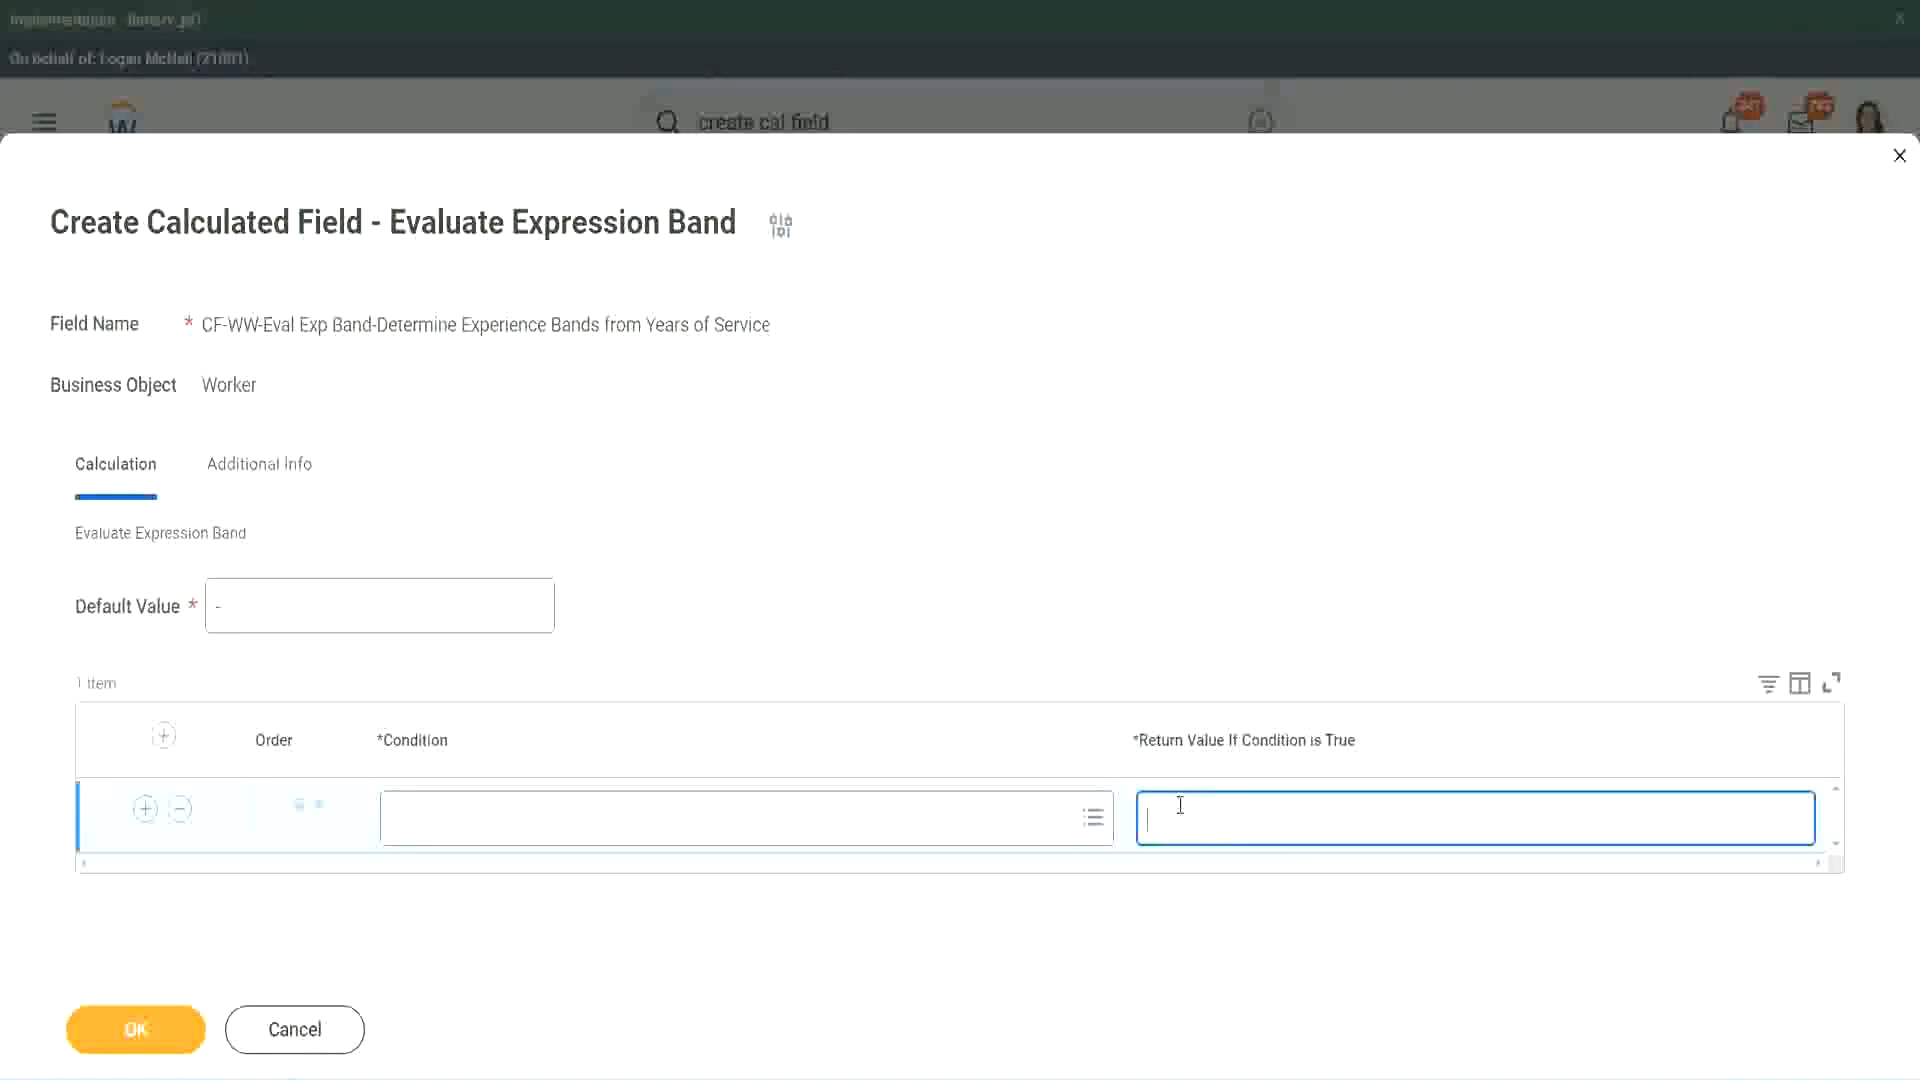 On behalf of: Logan McNeil (21001)
create cal field
Create Calculated Field - Evaluate Expression Band
Field Name * CF-WW-Eval Exp Band-Determine Experience Bands from Years of Service
Business Object Worker
Calculation Additional Info
Evaluate Expression Band
Default Value * -
1 item
Order *Condition *Return Value If Condition is True
OK Cancel